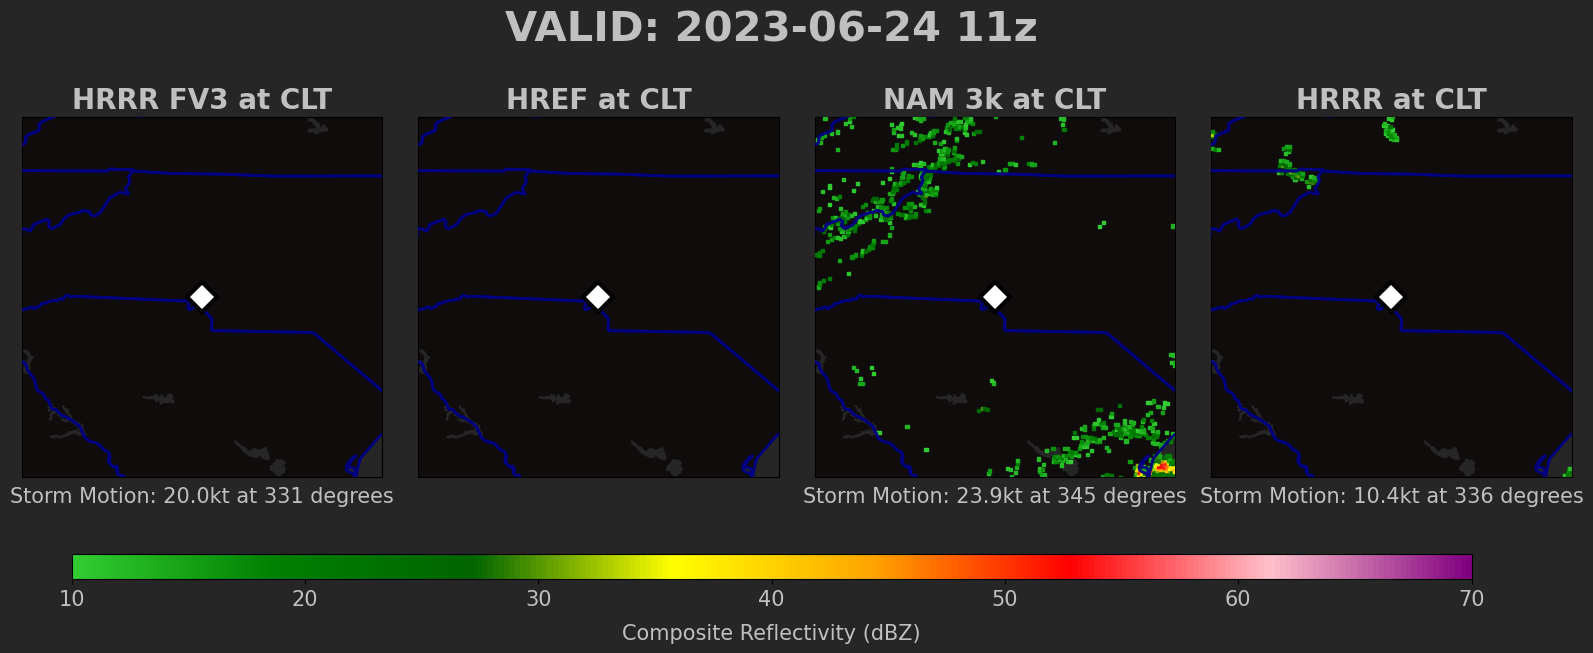 VALID: 2023-06-24 11z
HRRR FV3 at CLT
HREF at CLT
NAM 3k at CLT
HRRR at CLT
Storm Motion: 20.0kt at 331 degrees
Storm Motion: 23.9kt at 345 degrees
Storm Motion: 10.4kt at 336 degrees
10 20 30 40 50 60 70
Composite Reflectivity (dBZ)